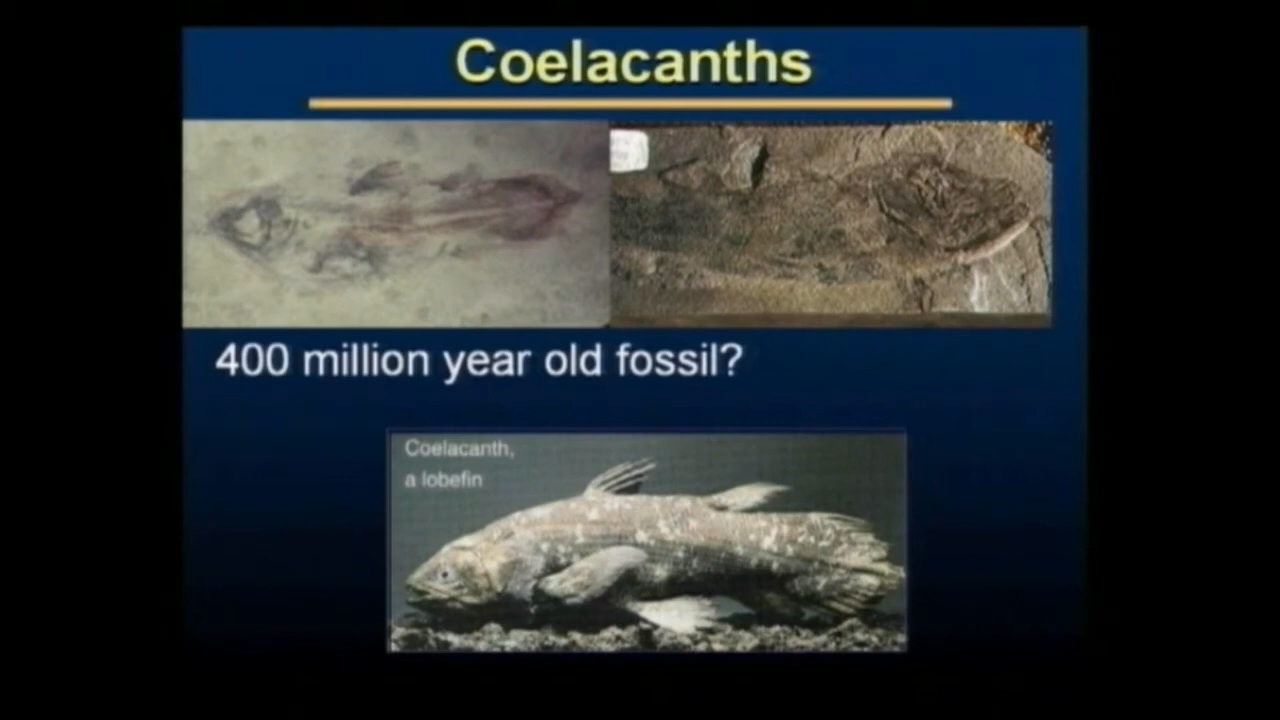 Coelacanths
400 million year old fossil?
Coelacanth,
a lobefin